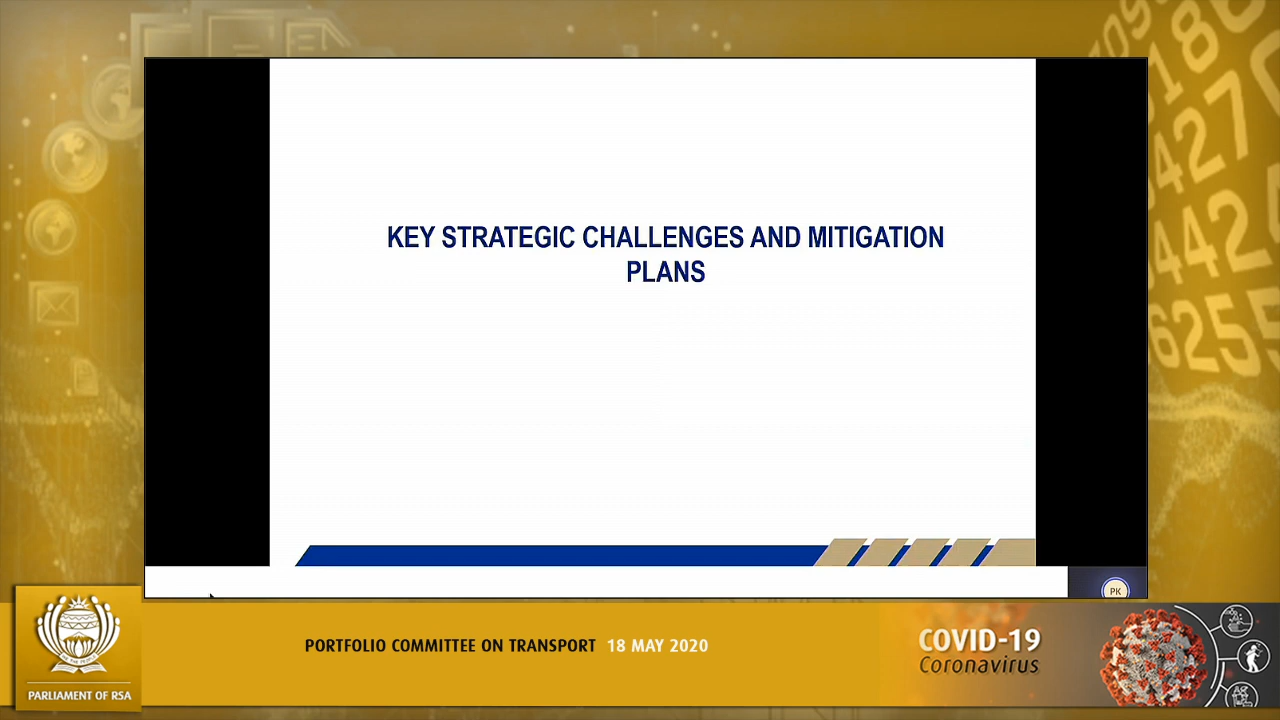 KEY STRATEGIC CHALLENGES AND MITIGATION
PLANS
PK
PORTFOLIO COMMITTEE ON TRANSPORT 18 MAY 2020
COVID-19
Coronavirus
PARLIAMENT OF RSA